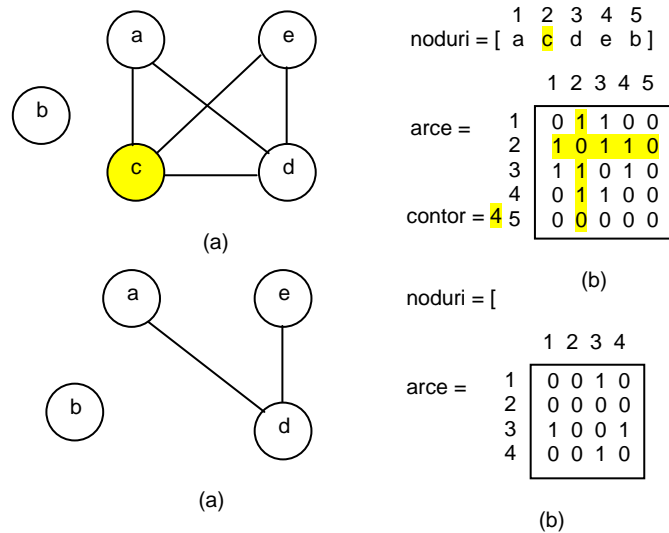 a e
b
c d
(a)
1 2 3 4 5
noduri = [ a c d e b ]
1 2 3 4 5
arce =
1 0 1 1 0 0
2 1 0 1 1 0
3 1 1 0 1 0
4 0 1 1 0 0
contor = 4 5 0 0 0 0 0
(b)
a e
b
d
(a)
noduri = [
1 2 3 4
arce =
1 0 0 1 0
2 0 0 0 0
3 1 0 0 1
4 0 0 1 0
(b)